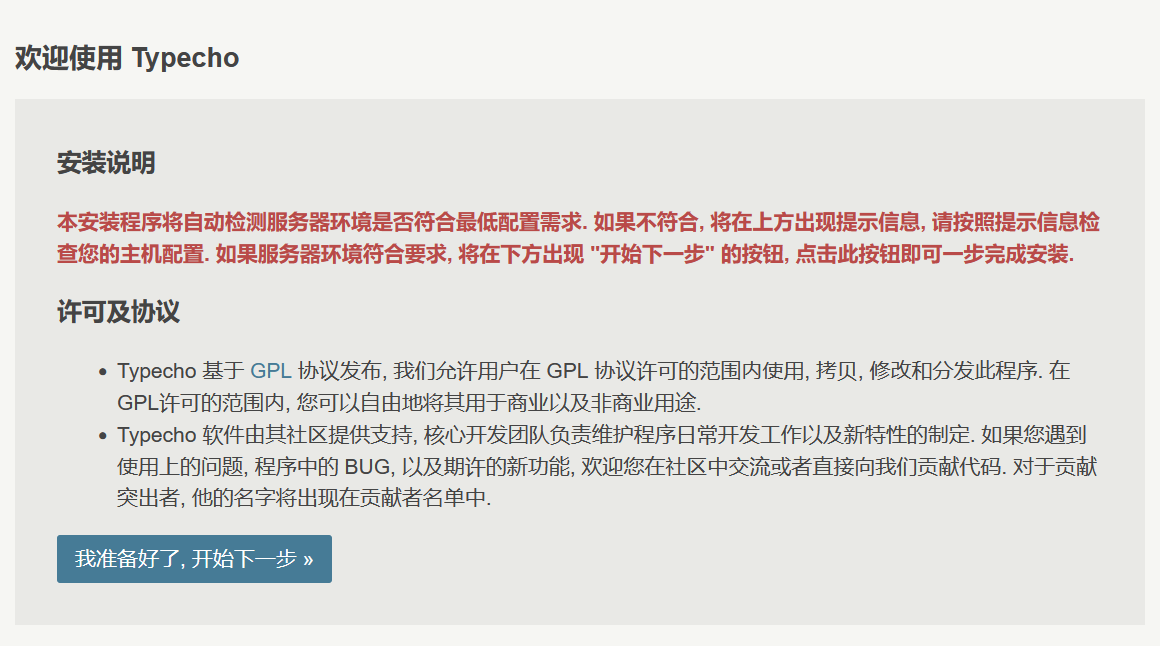 欢迎使用 Typecho
安装说明
本安装程序将自动检测服务器环境是否符合最低配置需求. 如果不符合, 将在上方出现提示信息, 请按照提示信息检
查您的主机配置. 如果服务器环境符合要求, 将在下方出现 "开始下一步" 的按钮, 点击此按钮即可一步完成安装.
许可及协议
• Typecho 基于 GPL 协议发布, 我们允许用户在 GPL 协议许可的范围内使用, 拷贝, 修改和分发此程序. 在
GPL许可的范围内, 您可以自由地将其用于商业以及非商业用途.
• Typecho 软件由其社区提供支持, 核心开发团队负责维护程序日常开发工作以及新特性的制定. 如果您遇到
使用上的问题, 程序中的 BUG, 以及期许的新功能, 欢迎您在社区中交流或者直接向我们贡献代码. 对于贡献
突出者, 他的名字将出现在贡献者名单中.
我准备好了, 开始下一步 »